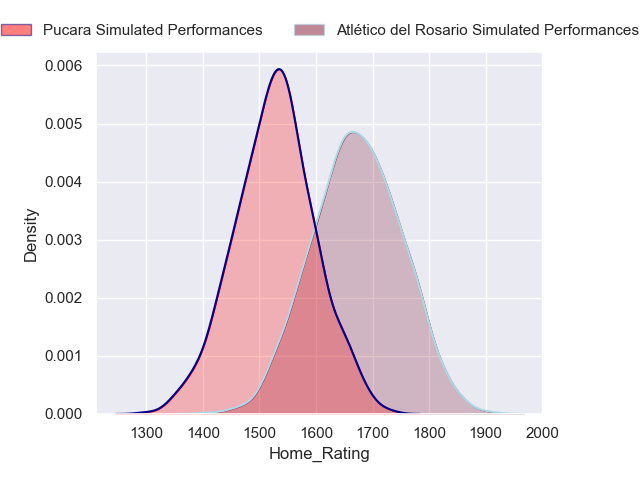 Pucara Simulated Performances Atlético del Rosario Simulated Performances
0.006
0.005
0.004
0.003
0.002
0.001
0.000
Density
1300 1400 1500 1600 1700 1800 1900 2000
Home_Rating